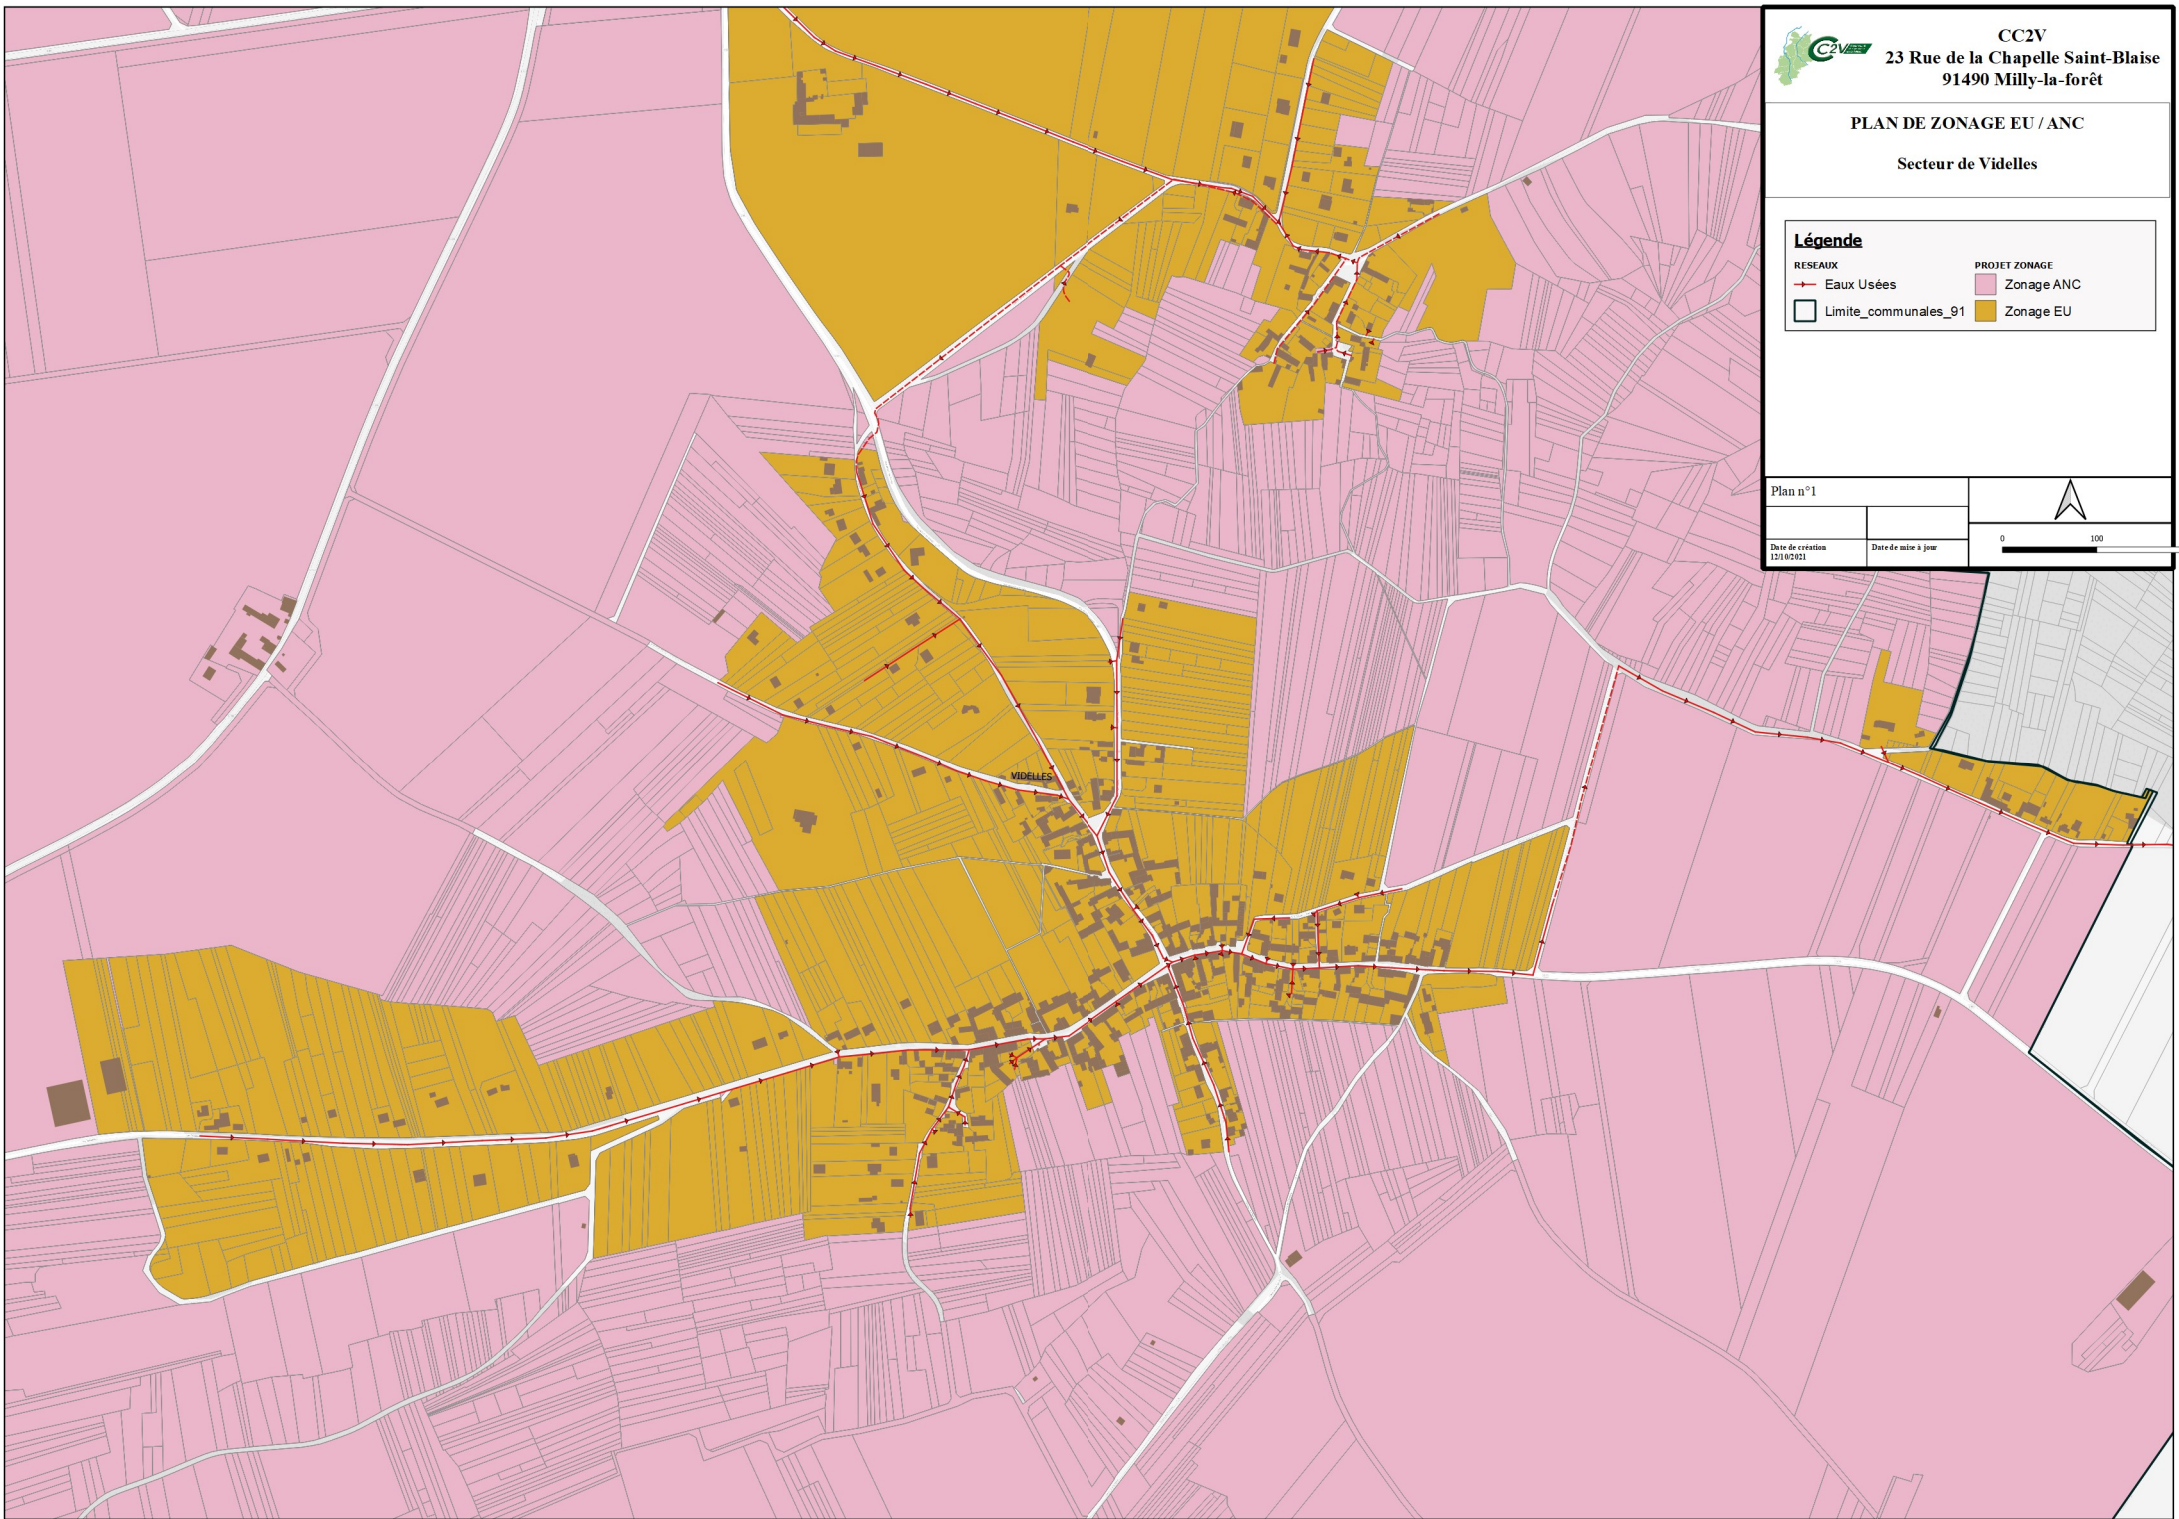 C2V
CC2V
23 Rue de la Chapelle Saint-Blaise
91490 Milly-la-forêt
PLAN DE ZONAGE EU / ANC
Secteur de Videlles
Légende
RESEAUX
PROJET ZONAGE
Eaux Usées
Zonage ANC
Limite_communales_91
Zonage EU
Plan n°1
Date de création
12/10/2021
Date de mise à jour
0 100
VIDELLES